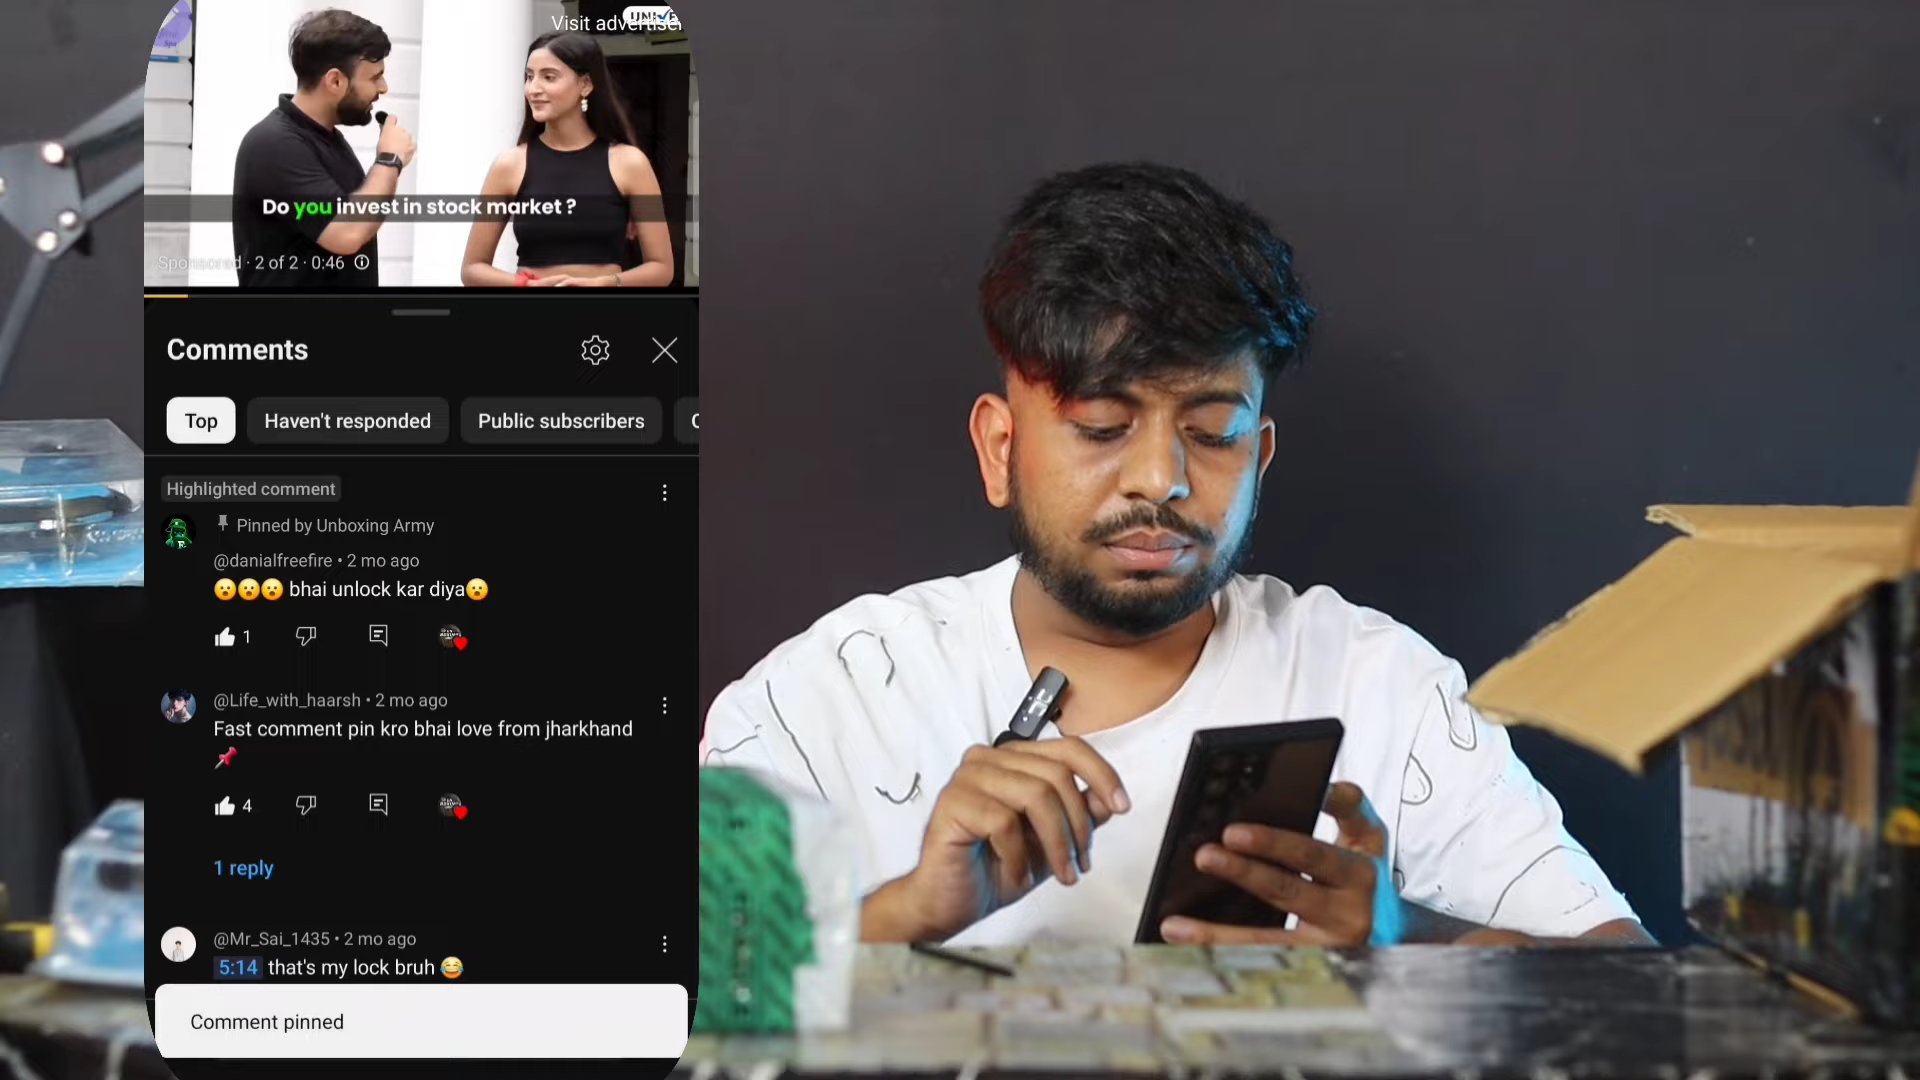 Visit advertiser
Do you invest in stock market ?
Sponsored · 2 of 2 · 0:46
Comments
Top
Haven't responded
Public subscribers
Highlighted comment
Pinned by Unboxing Army
@danialfreefire • 2 mo ago
😮😮😮 bhai unlock kar diya😮
1
@Life_with_haarsh • 2 mo ago
Fast comment pin kro bhai love from jharkhand
📌
4
1 reply
@Mr_Sai_1435 • 2 mo ago
5:14 that's my lock bruh 😂
Comment pinned